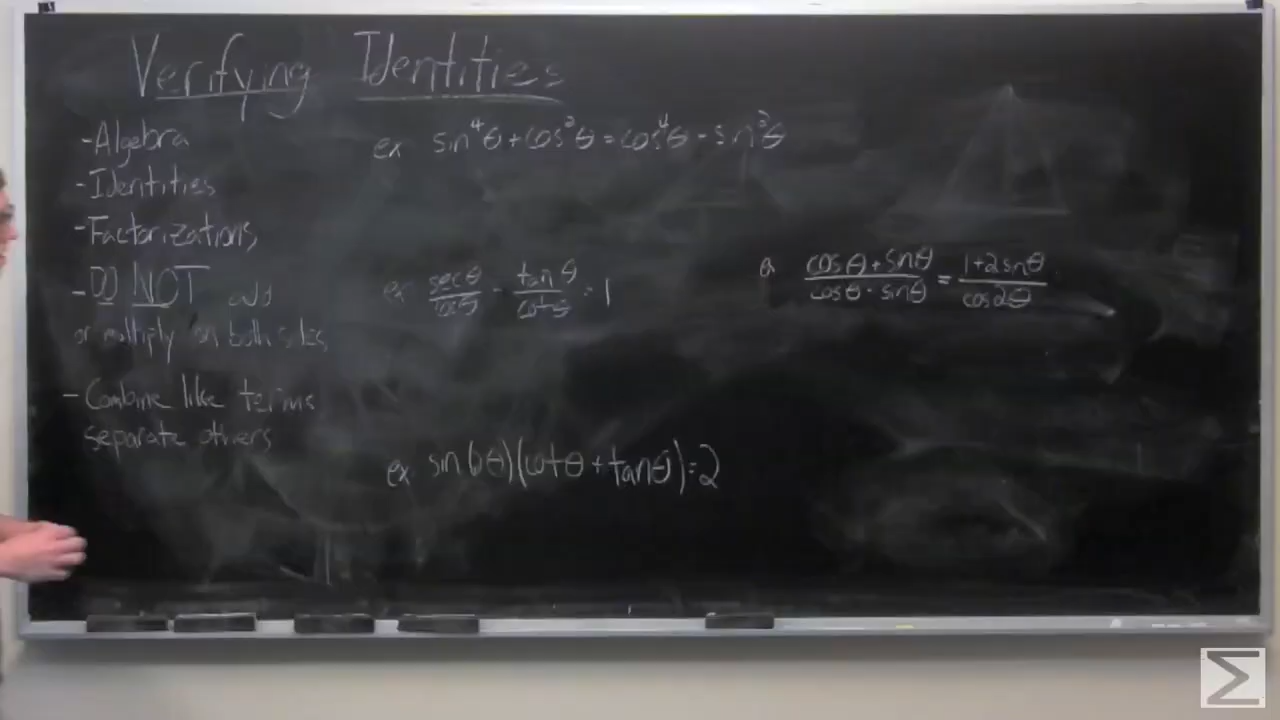 Verifying Identities
-Algebra
-Identities
-Factorizations
-DO NOT add
or multiply on both sides
-Combine like terms
separate others
ex sin⁴θ+cos²θ=cos⁴θ-sin²θ
ex secθ/cosθ - tanθ/cotθ = 1
ex sin(θθ)(cotθ+tanθ)=2
cosθ+sinθ/cosθ-sinθ = 1+2sinθ/cos2θ
Σ